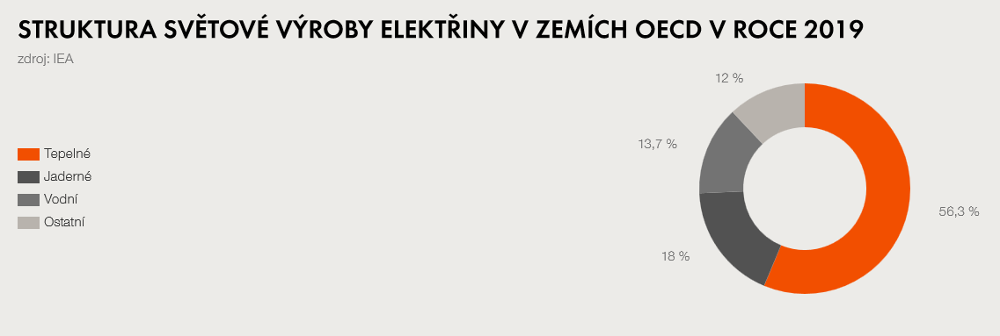 STRUKTURA SVĚTOVÉ VÝROBY ELEKTŘINY V ZEMÍCH OECD V ROCE 2019
zdroj: IEA
12 %
13,7 %
Tepelné
Jaderné
Vodní
56,3 %
Ostatní
18 %